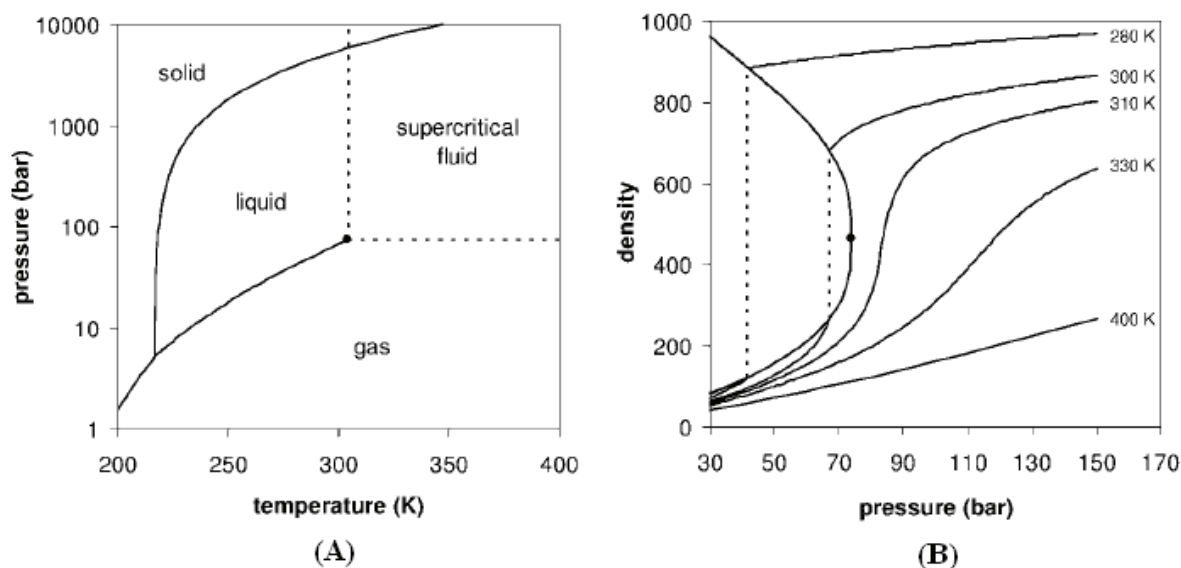 10000
1000
100
10
1
pressure (bar)
solid
liquid
supercritical
fluid
gas
200 250 300 350 400
temperature (K)
(A)
1000
800
600
400
200
0
density
280 K
300 K
310 K
330 K
400 K
30 50 70 90 110 130 150 170
pressure (bar)
(B)